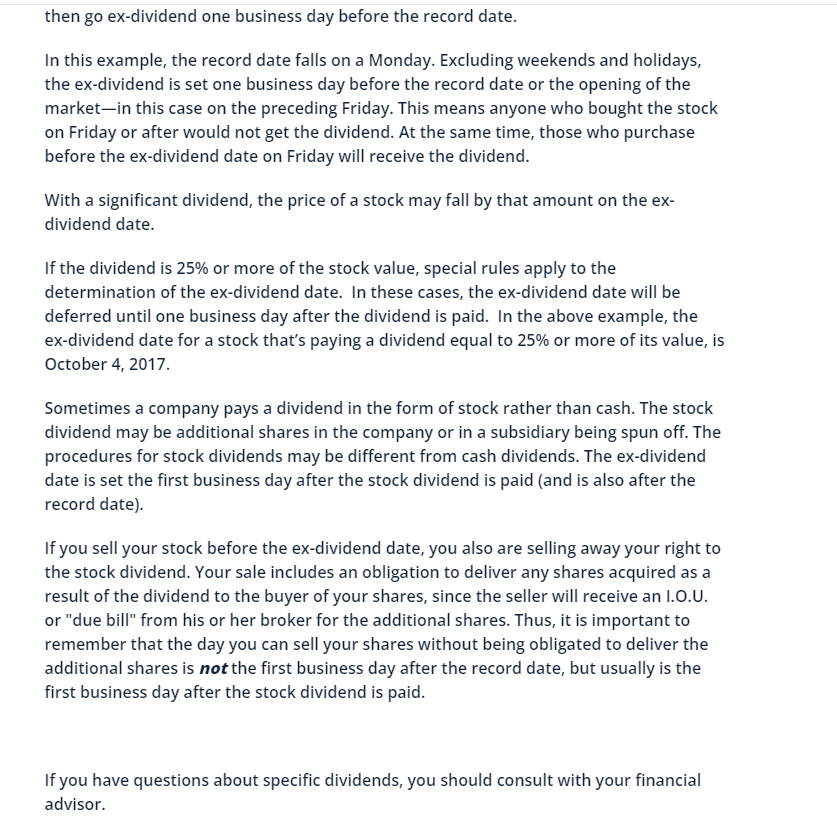 then go ex-dividend one business day before the record date.
In this example, the record date falls on a Monday. Excluding weekends and holidays,
the ex-dividend is set one business day before the record date or the opening of the
market—in this case on the preceding Friday. This means anyone who bought the stock
on Friday or after would not get the dividend. At the same time, those who purchase
before the ex-dividend date on Friday will receive the dividend.
With a significant dividend, the price of a stock may fall by that amount on the ex-
dividend date.
If the dividend is 25% or more of the stock value, special rules apply to the
determination of the ex-dividend date.  In these cases, the ex-dividend date will be
deferred until one business day after the dividend is paid.  In the above example, the
ex-dividend date for a stock that’s paying a dividend equal to 25% or more of its value, is
October 4, 2017.
Sometimes a company pays a dividend in the form of stock rather than cash. The stock
dividend may be additional shares in the company or in a subsidiary being spun off. The
procedures for stock dividends may be different from cash dividends. The ex-dividend
date is set the first business day after the stock dividend is paid (and is also after the
record date).
If you sell your stock before the ex-dividend date, you also are selling away your right to
the stock dividend. Your sale includes an obligation to deliver any shares acquired as a
result of the dividend to the buyer of your shares, since the seller will receive an I.O.U.
or "due bill" from his or her broker for the additional shares. Thus, it is important to
remember that the day you can sell your shares without being obligated to deliver the
additional shares is not the first business day after the record date, but usually is the
first business day after the stock dividend is paid.
If you have questions about specific dividends, you should consult with your financial
advisor.